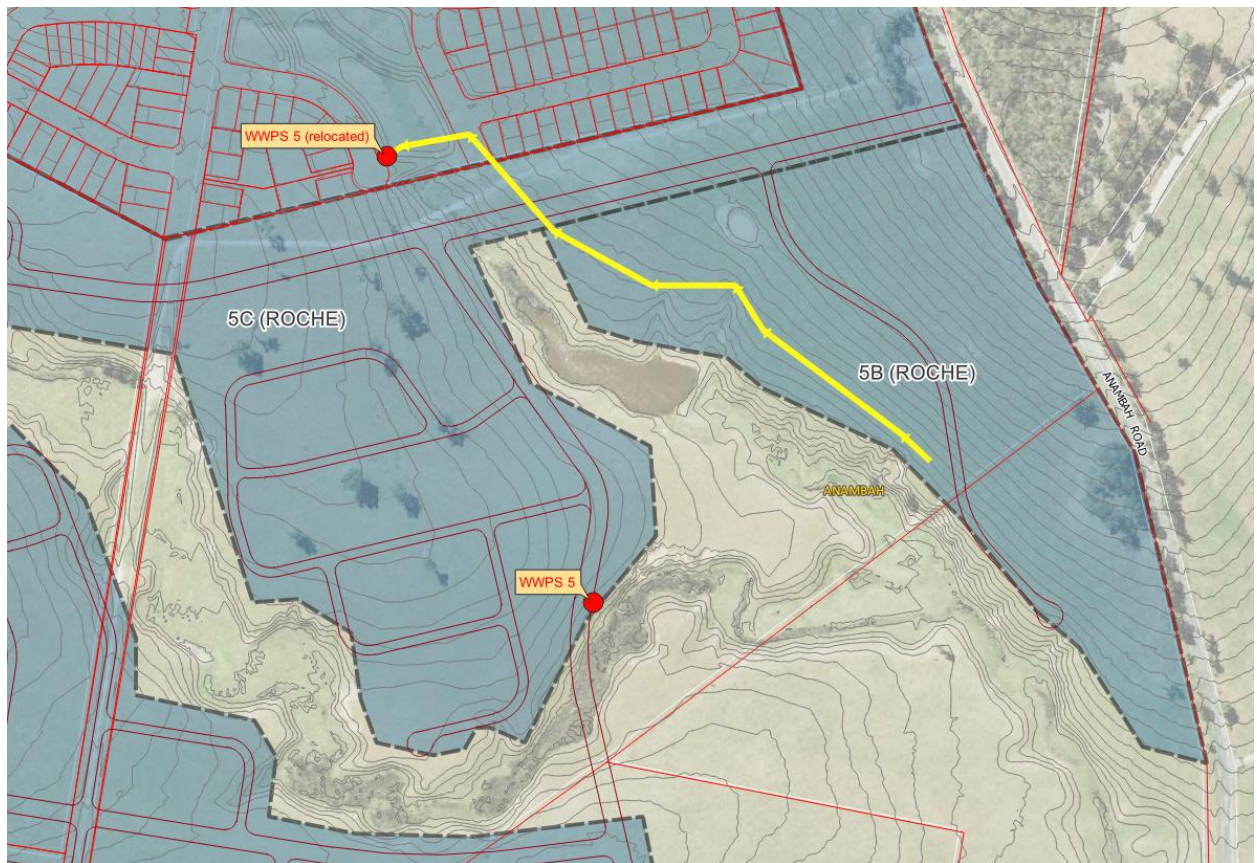 WWPS 5 (relocated)
5C (ROCHE)
5B (ROCHE)
ANAMBAH ROAD
ANAMBAH
WWPS 5